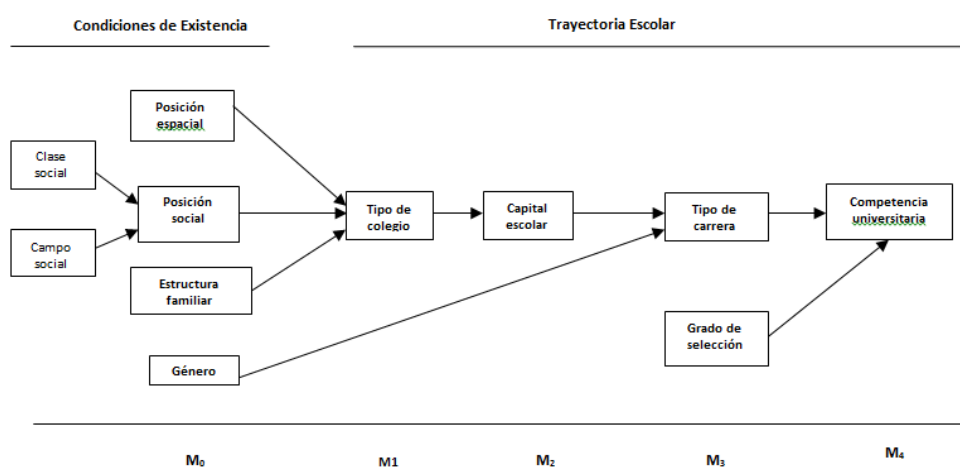 Condiciones de Existencia
Trayectoria Escolar
Posición
espacial
Clase
social
Posición
social
Tipo de
colegio
Capital
escolar
Tipo de
carrera
Competencia
universitaria
Campo
social
Estructura
familiar
Grado de
selección
Género
M₀
M1
M₂
M₃
M₄